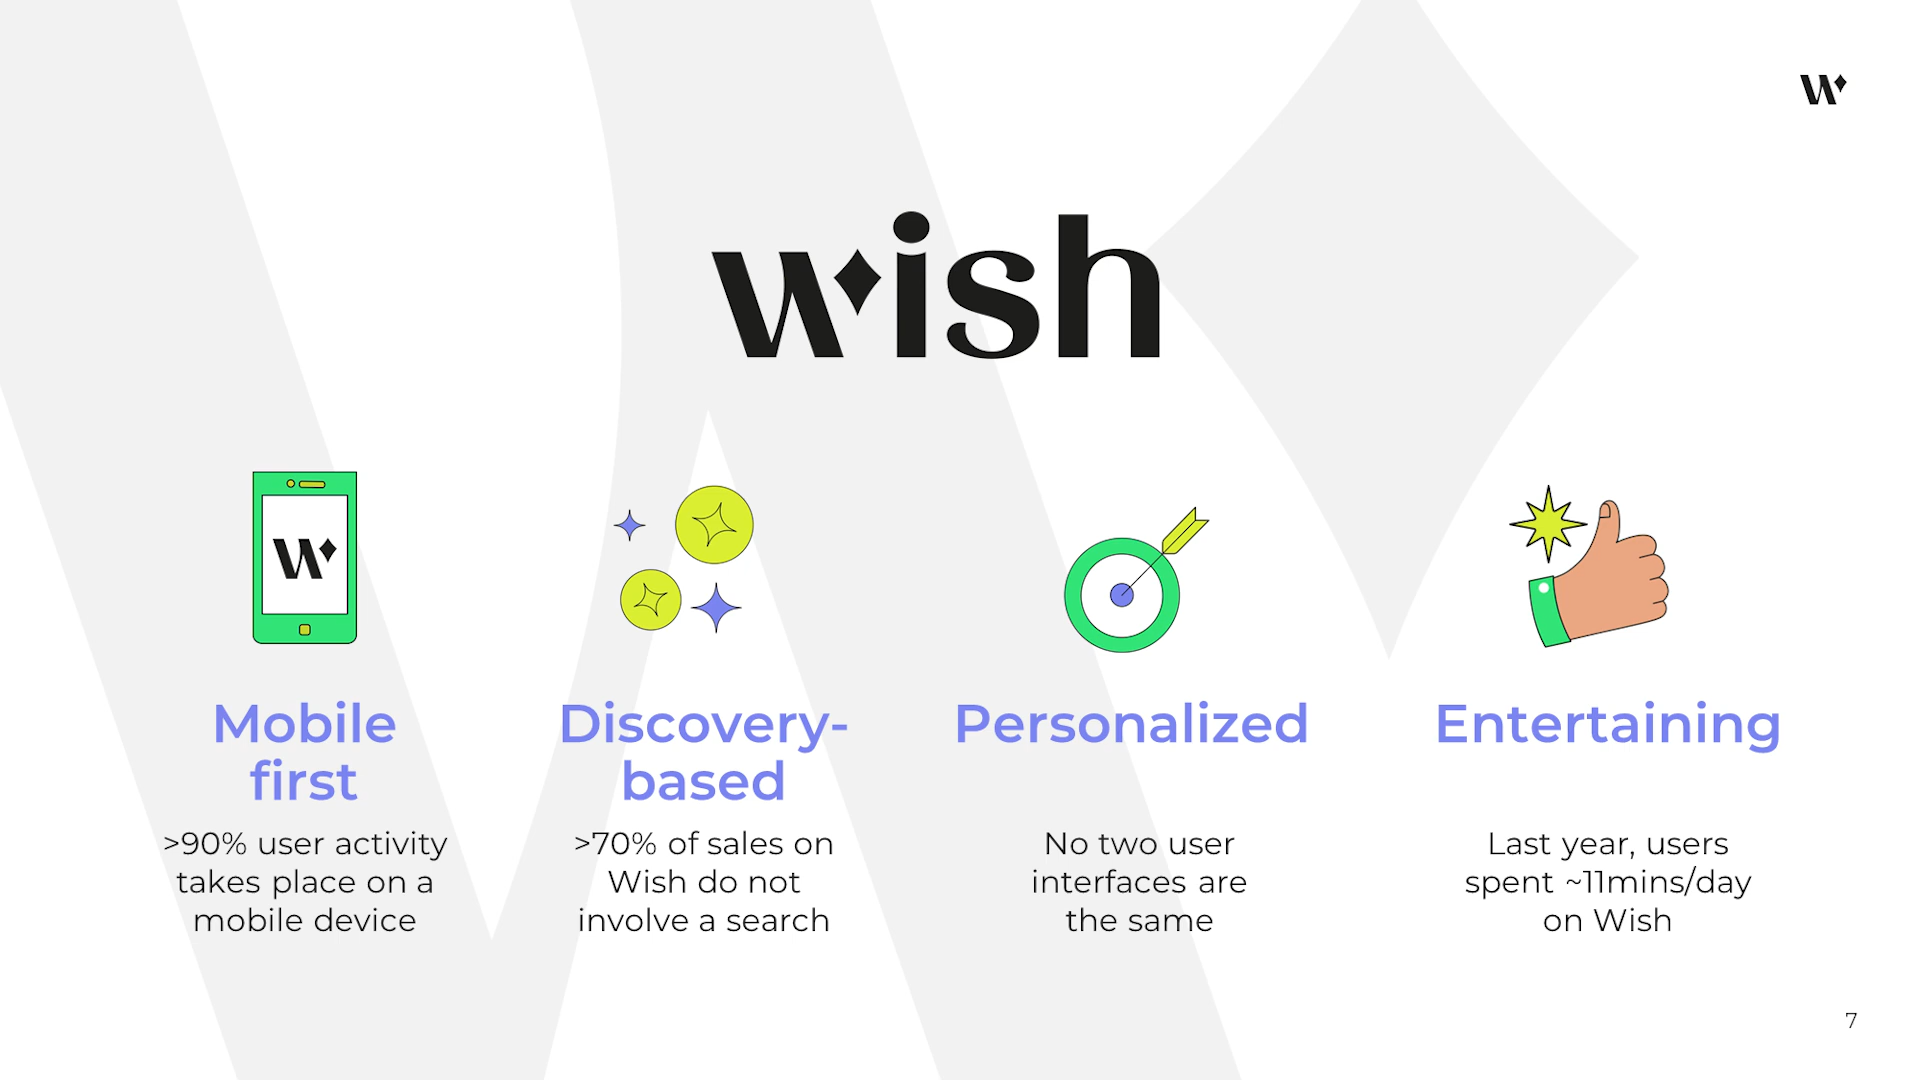 W
wish
W
Mobile
first
>90% user activity
takes place on a
mobile device
Discovery-
based
>70% of sales on
Wish do not
involve a search
Personalized
No two user
interfaces are
the same
Entertaining
Last year, users
spent ~11mins/day
on Wish
7